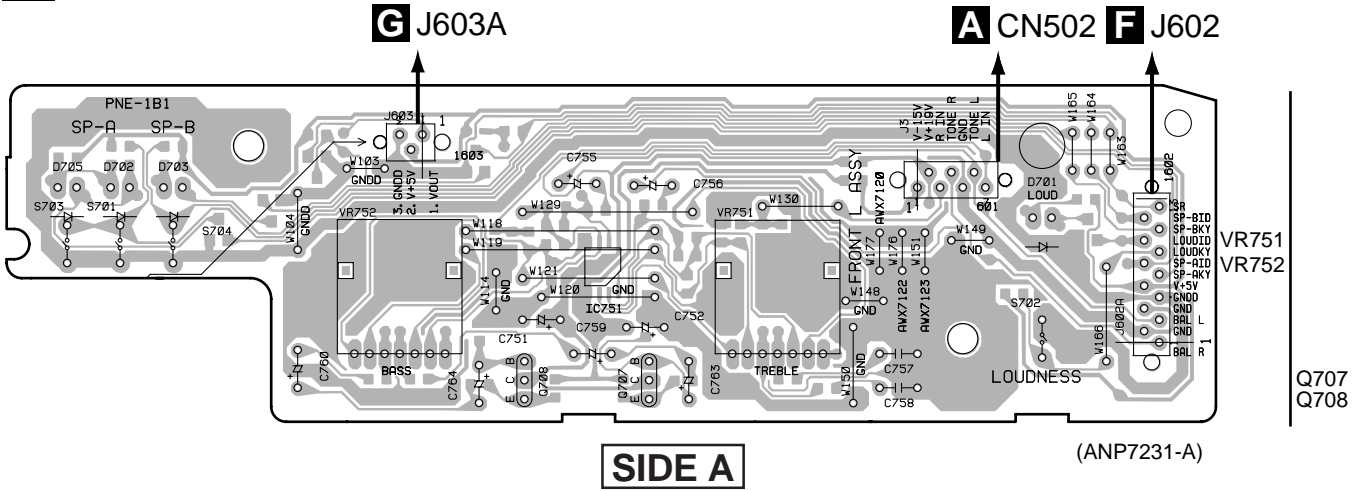 G J603A
A CN502
F J602
PNE-1B1
SP-A SP-B
D705 D702 D703
S703 S701
S704
W104
GNDD
W103
GNDD
J603
1
1603
3. GNDD
2. V+5V
1. VOUT
VR752
BASS
C760
W118
W119
W129
W121
W120
W114
GND
GND
IC751
C755
C756
C751
C759
C752
C764
B
C
E
Q708
Q707
B
C
E
C763
VR751
W130
TREBLE
FRONT L ASSY
AWX7120
W177
W176
W151
AWX7122
AWX7123
W148
GND
W150
GND
C757
C758
J3
V-15V
V+19V
R IN
TONE R
GND
TONE L
L IN
1
601
W149
GND
D701
LOUD
W165
W164
W163
1602
SR
SP-BID
SP-BKY
LOUDID
LOUDKY
SP-AID
SP-AKY
V+5V
GNDD
GND
BAL L
GND
1
BAL R
J602A
W166
S702
LOUDNESS
VR751
VR752
Q707
Q708
SIDE A
(ANP7231-A)